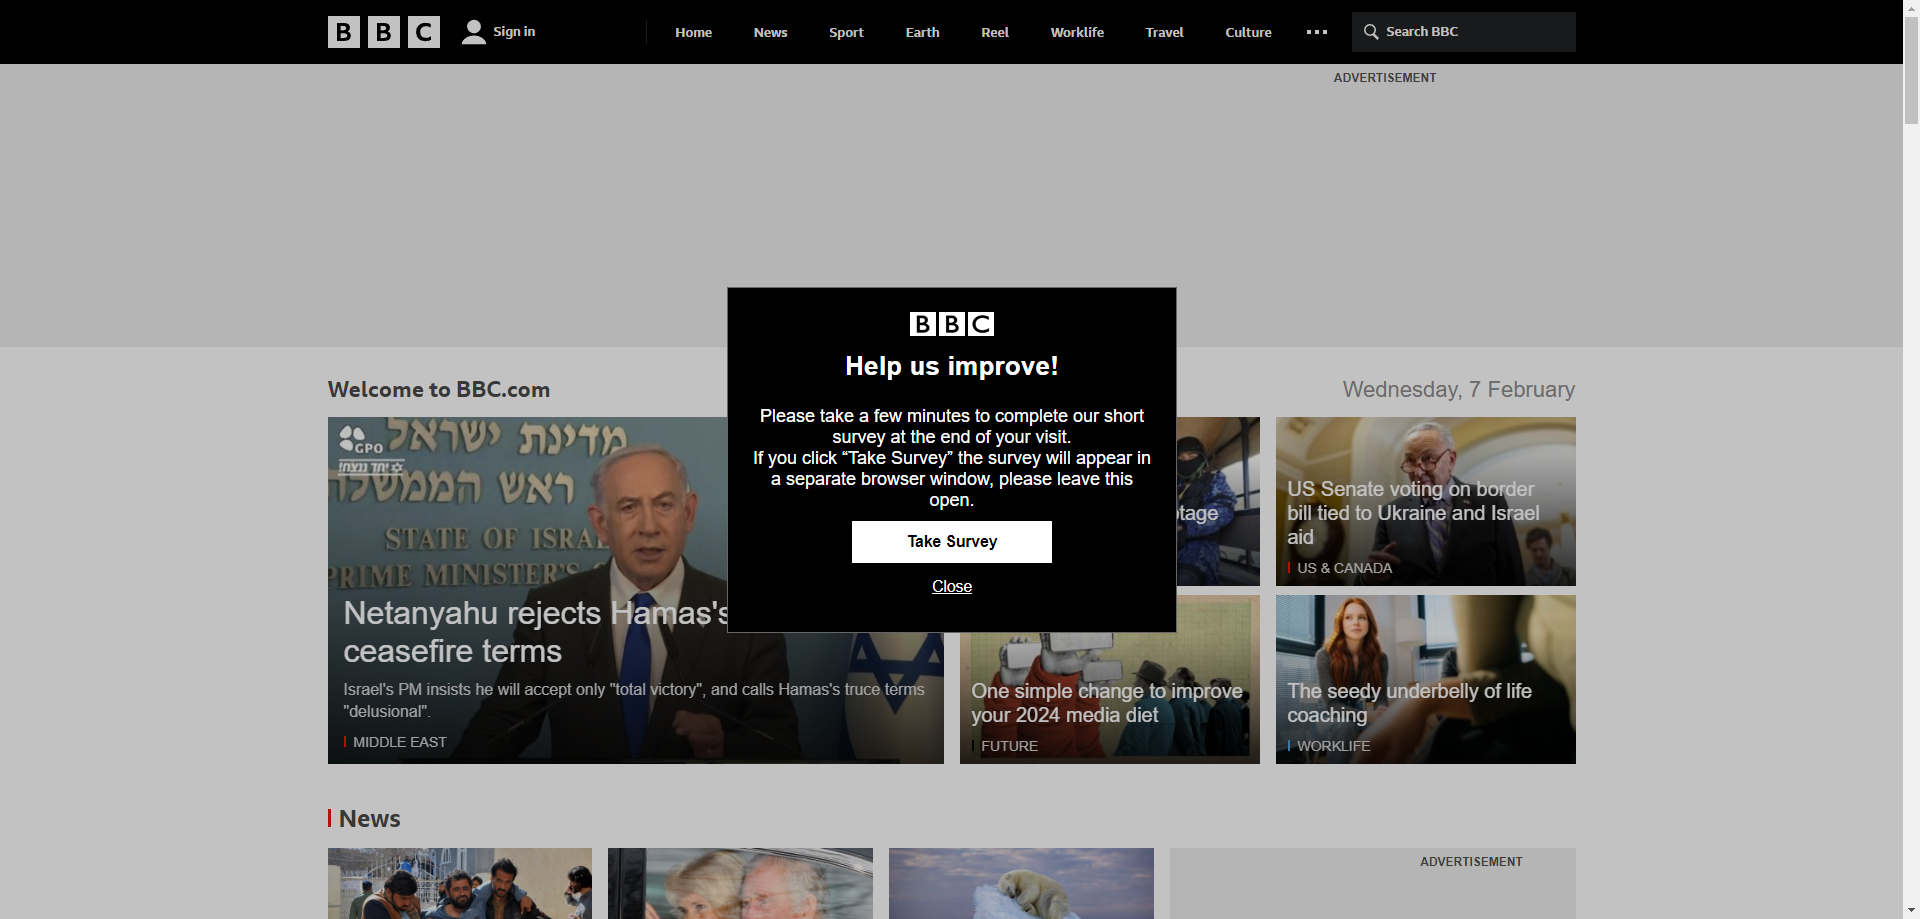 BBC
Sign in
Home
News
Sport
Earth
Reel
Worklife
Travel
Culture
Search BBC
ADVERTISEMENT
BBC
Help us improve!
Please take a few minutes to complete our short
survey at the end of your visit.
If you click “Take Survey” the survey will appear in
a separate browser window, please leave this
open.
Take Survey
Close
Welcome to BBC.com
Wednesday, 7 February
GPO
יחד ננצח!
מדינת ישראל
ראש הממשלה
STATE OF ISRA
PRIME MINISTER'S
Netanyahu rejects Hamas's
ceasefire terms
Israel's PM insists he will accept only "total victory", and calls Hamas's truce terms
"delusional".
MIDDLE EAST
US Senate voting on border
bill tied to Ukraine and Israel
aid
US & CANADA
One simple change to improve
your 2024 media diet
FUTURE
The seedy underbelly of life
coaching
WORKLIFE
News
ADVERTISEMENT